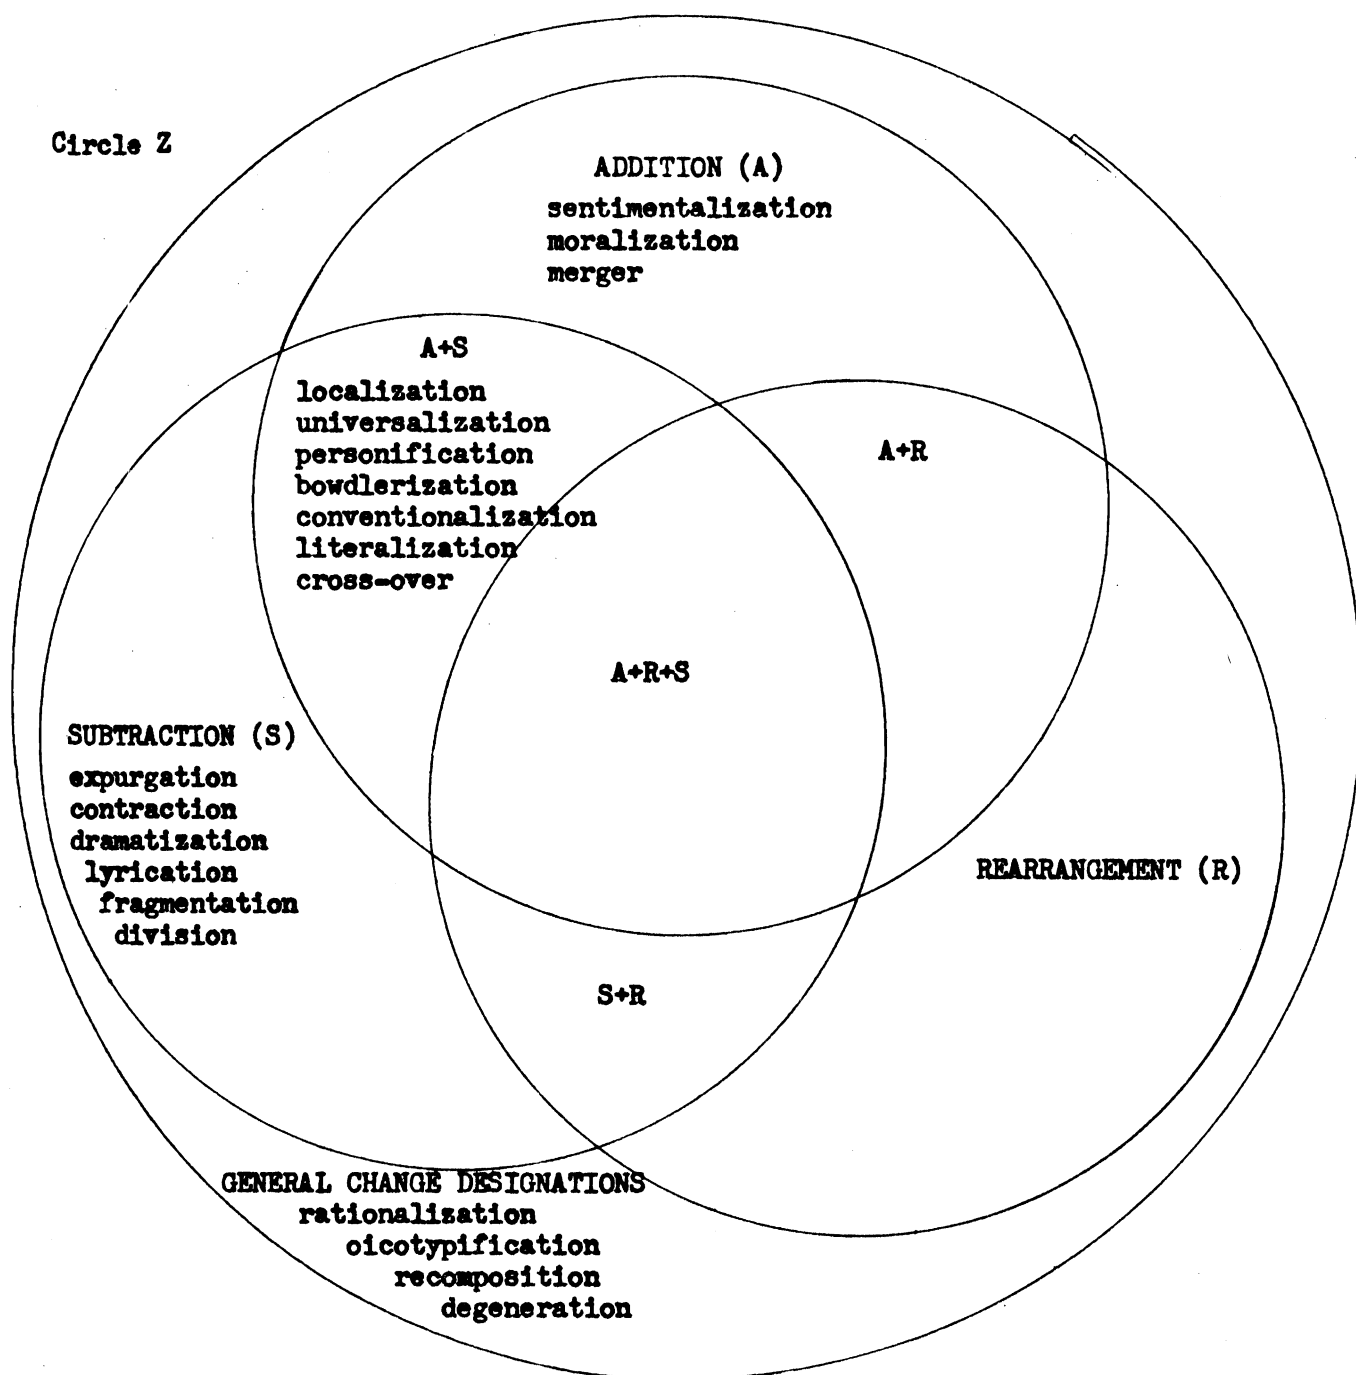 Circle Z
ADDITION (A)
sentimentalization
moralization
merger
A+S
localization
universalization
personification
bowdlerization
conventionalization
literalization
cross-over
A+R
A+R+S
SUBTRACTION (S)
expurgation
contraction
dramatization
lyrication
fragmentation
division
REARRANGEMENT (R)
S+R
GENERAL CHANGE DESIGNATIONS
rationalization
oicotypification
recomposition
degeneration